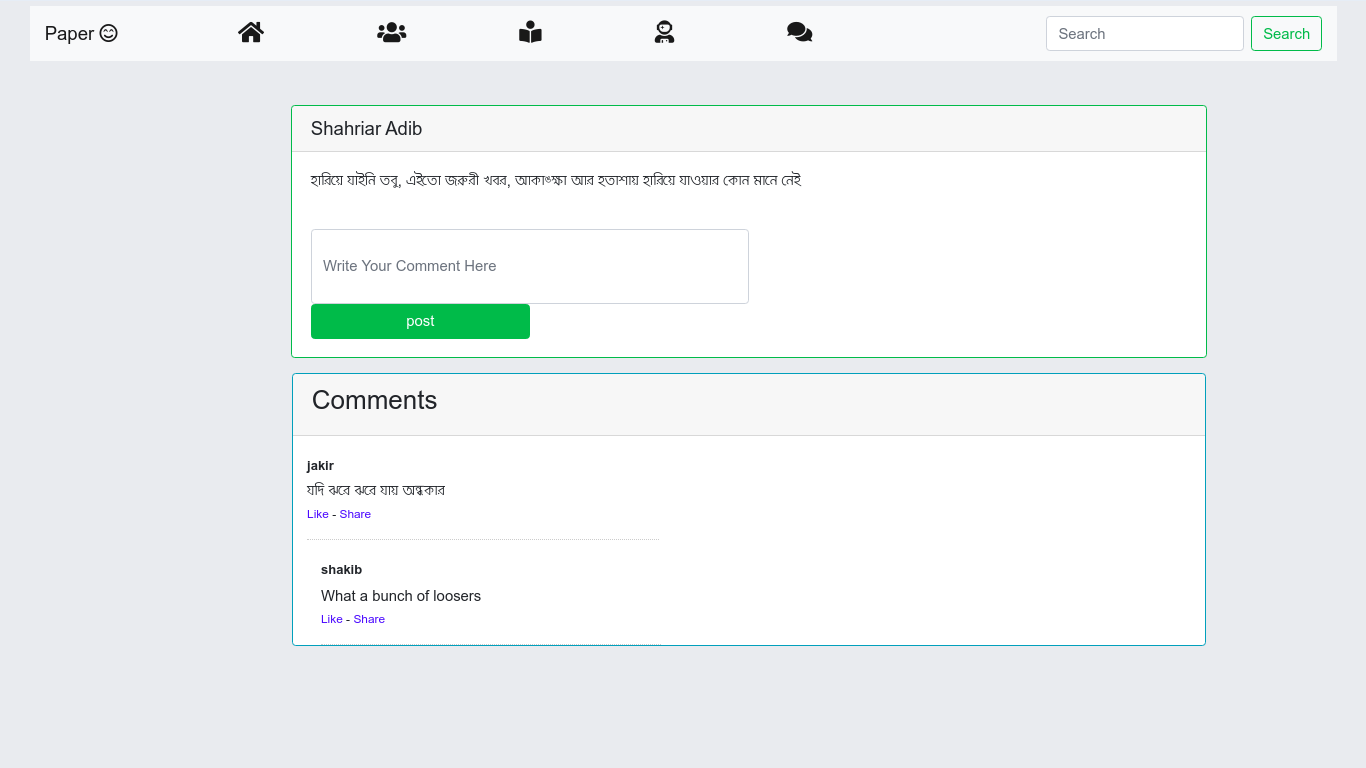 Paper
Search
Search
Shahriar Adib
হারিয়ে যাইনি তবু, এইতো জরুরী খবর, আকাঙ্ক্ষা আর হতাশায় হারিয়ে যাওয়ার কোন মানে নেই
Write Your Comment Here
post
Comments
jakir
যদি ঝরে ঝরে যায় অন্ধকার
Like - Share
shakib
What a bunch of loosers
Like - Share